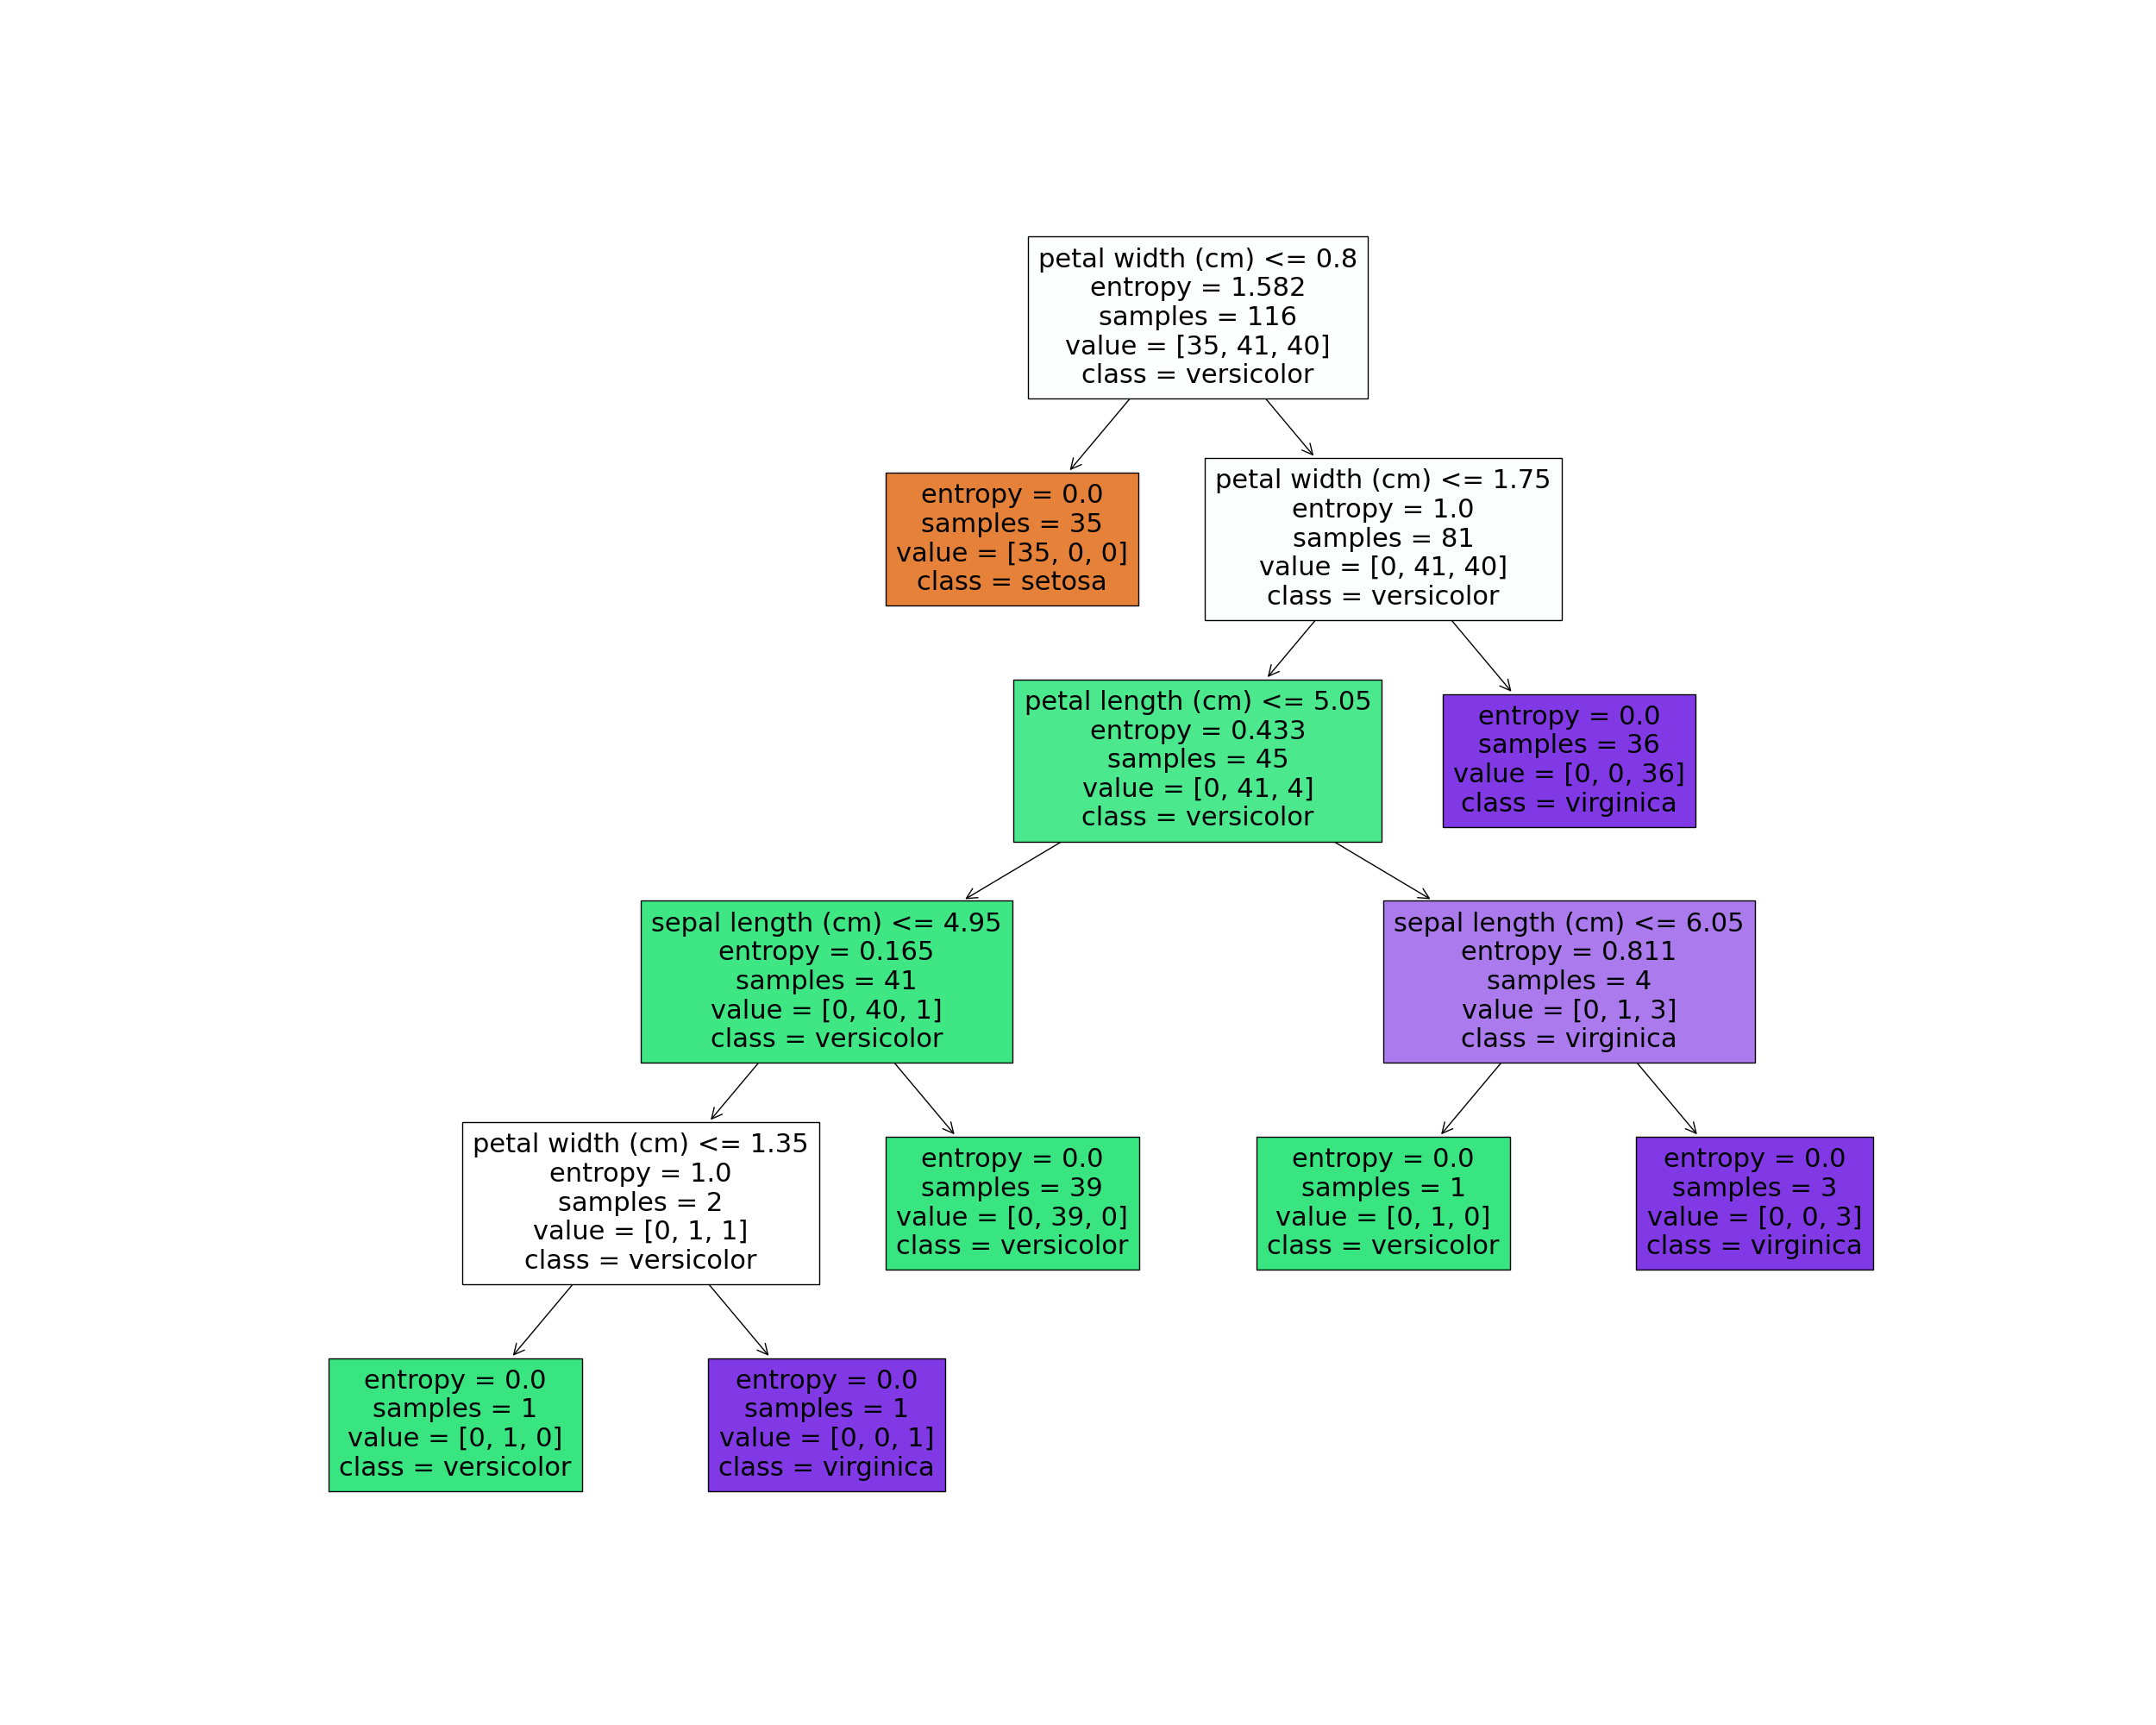 petal width (cm) <= 0.8
entropy = 1.582
samples = 116
value = [35, 41, 40]
class = versicolor
entropy = 0.0
samples = 35
value = [35, 0, 0]
class = setosa
petal width (cm) <= 1.75
entropy = 1.0
samples = 81
value = [0, 41, 40]
class = versicolor
petal length (cm) <= 5.05
entropy = 0.433
samples = 45
value = [0, 41, 4]
class = versicolor
entropy = 0.0
samples = 36
value = [0, 0, 36]
class = virginica
sepal length (cm) <= 4.95
entropy = 0.165
samples = 41
value = [0, 40, 1]
class = versicolor
sepal length (cm) <= 6.05
entropy = 0.811
samples = 4
value = [0, 1, 3]
class = virginica
petal width (cm) <= 1.35
entropy = 1.0
samples = 2
value = [0, 1, 1]
class = versicolor
entropy = 0.0
samples = 39
value = [0, 39, 0]
class = versicolor
entropy = 0.0
samples = 1
value = [0, 1, 0]
class = versicolor
entropy = 0.0
samples = 3
value = [0, 0, 3]
class = virginica
entropy = 0.0
samples = 1
value = [0, 1, 0]
class = versicolor
entropy = 0.0
samples = 1
value = [0, 0, 1]
class = virginica